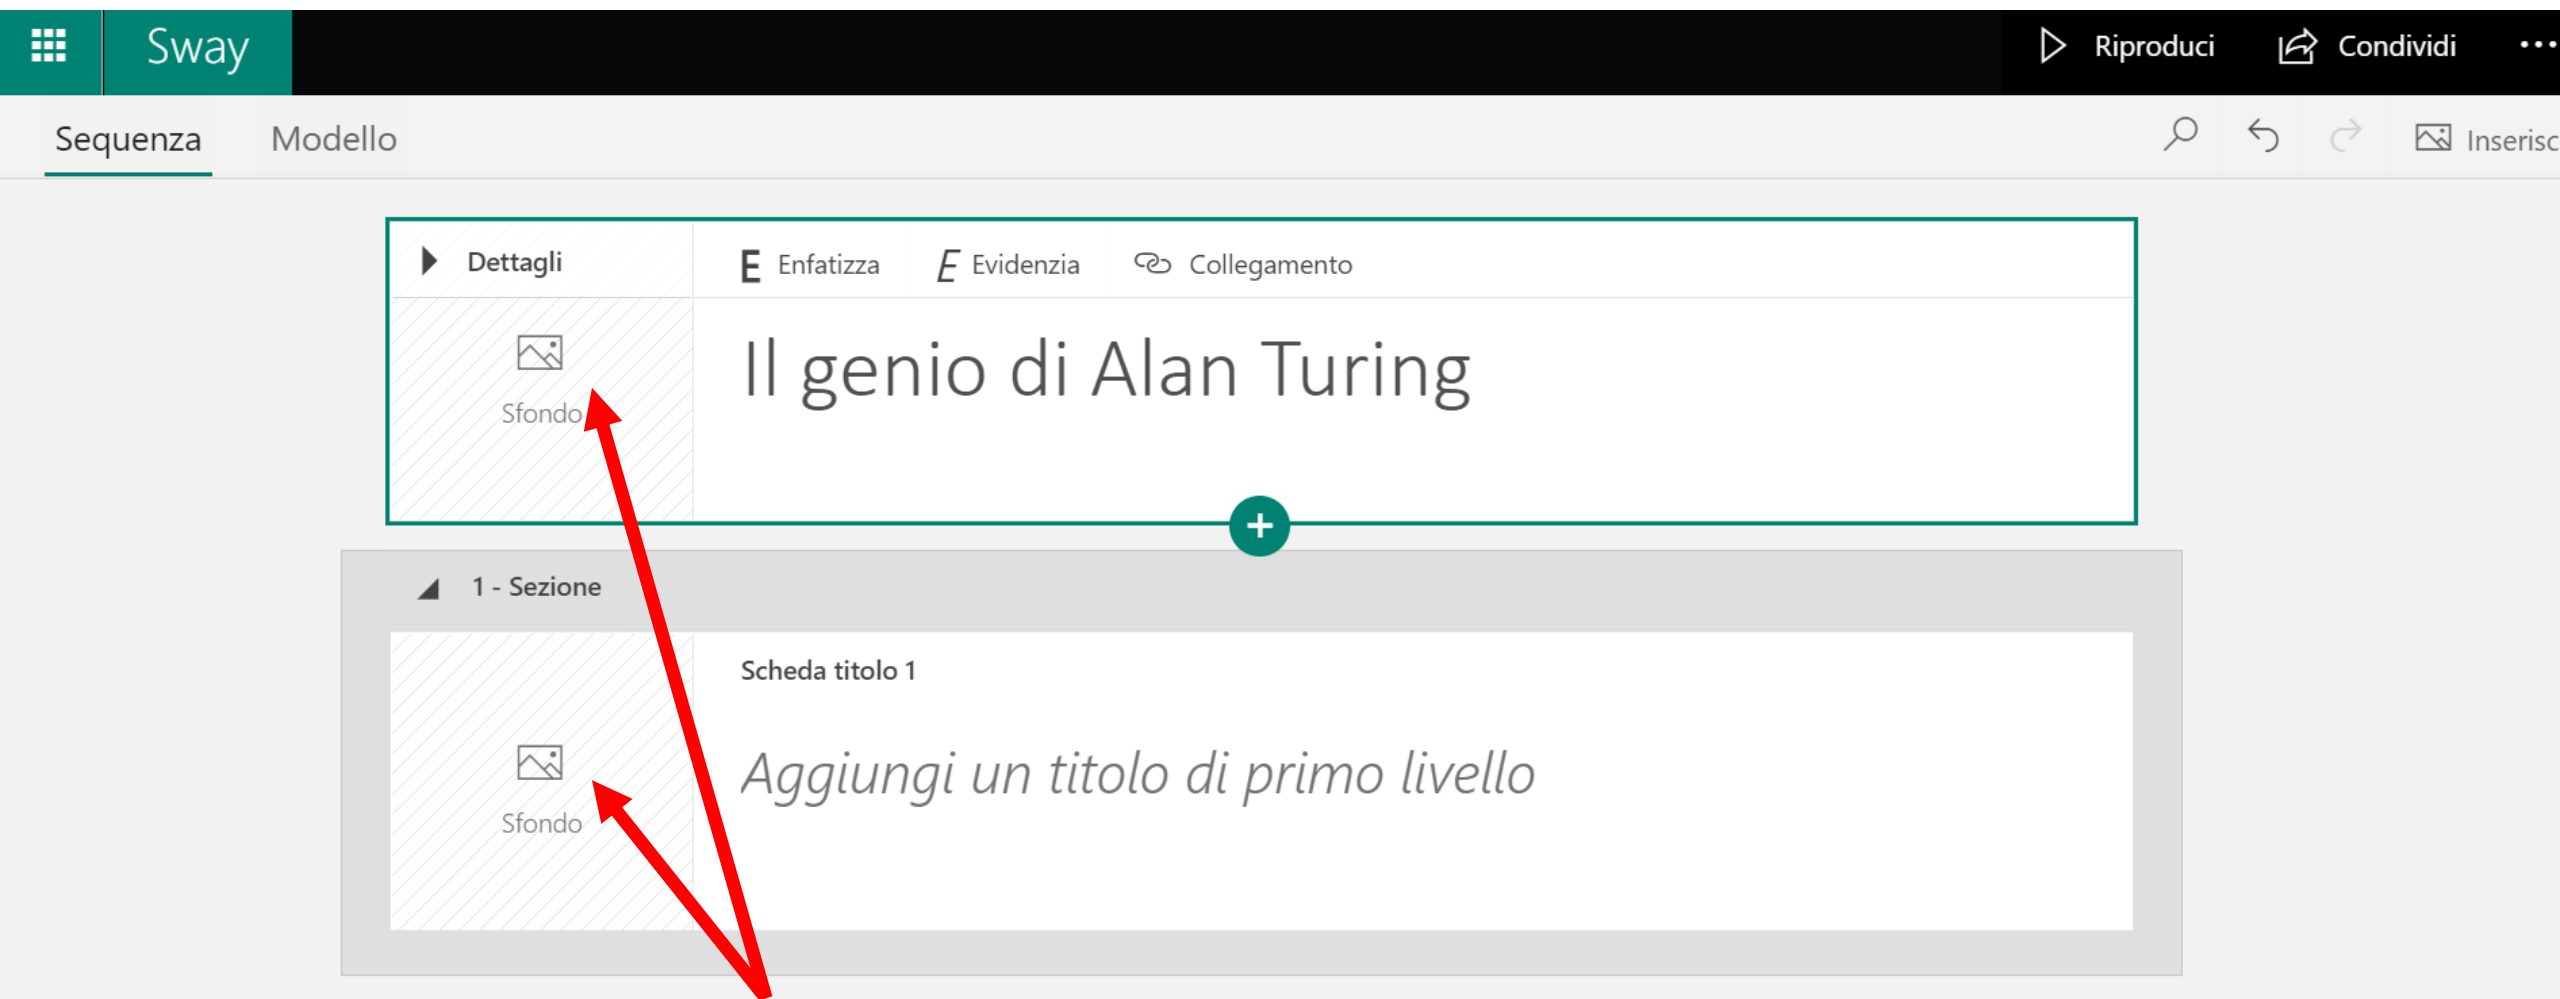 Sway
Riproduci Condividi
Sequenza Modello
Inserisc
Dettagli
E Enfatizza E Evidenzia Collegamento
Sfondo
Il genio di Alan Turing
1 - Sezione
Scheda titolo 1
Sfondo
Aggiungi un titolo di primo livello